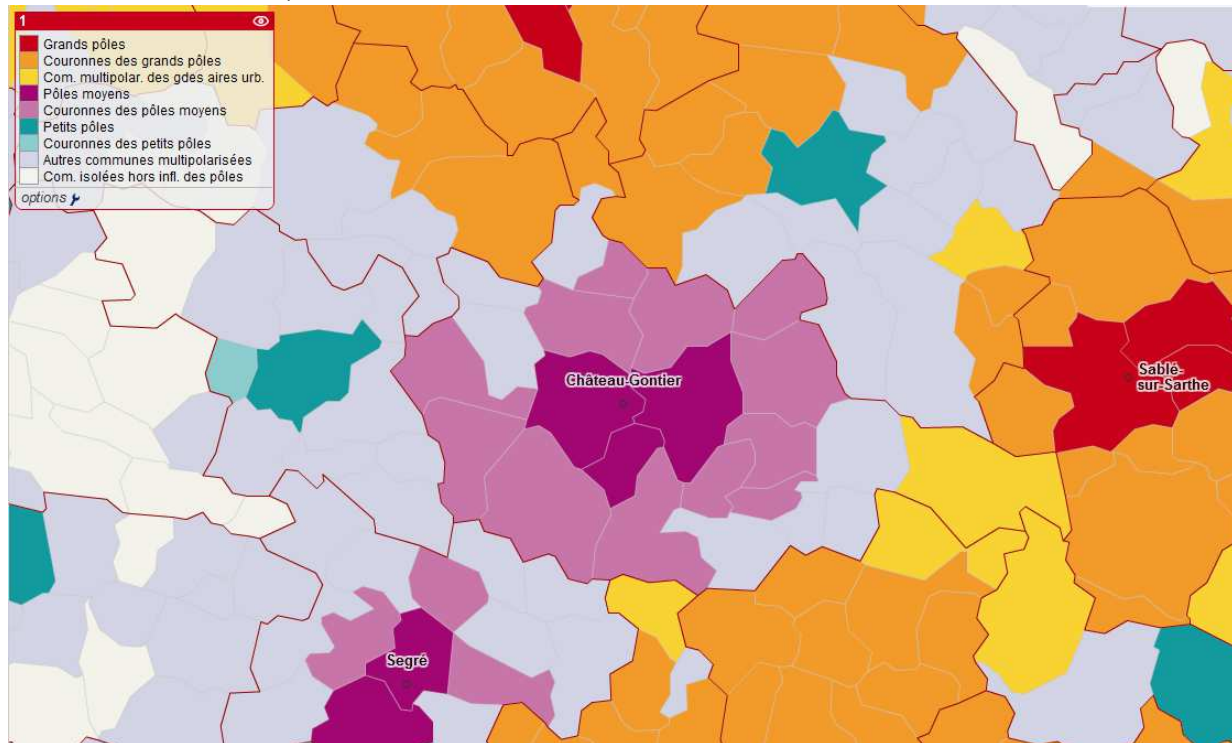 1
Grands pôles
Couronnes des grands pôles
Com. multipolar. des gdes aires urb.
Pôles moyens
Couronnes des pôles moyens
Petits pôles
Couronnes des petits pôles
Autres communes multipolarisées
Com. isolées hors infl. des pôles
options
Château-Gontier
Sablé-
sur-Sarthe
Segré